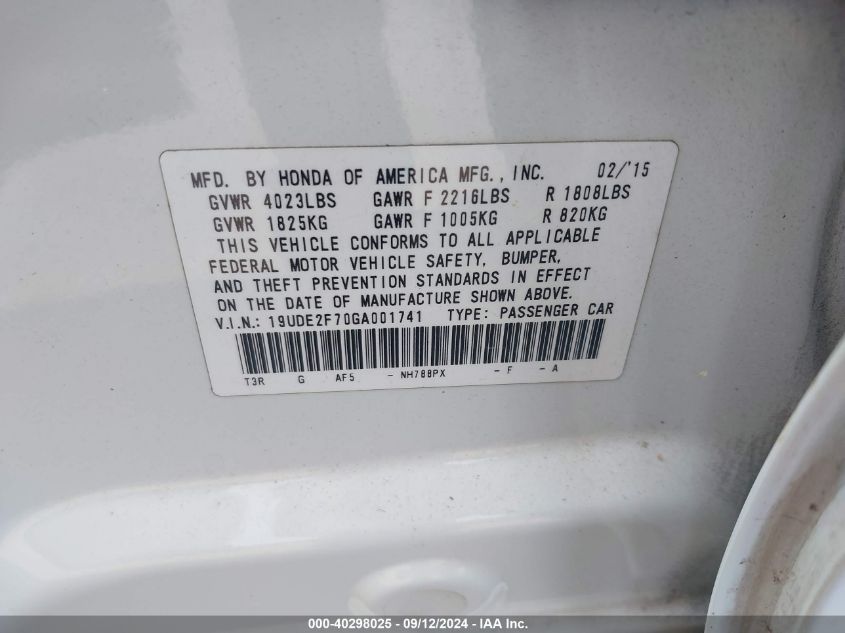 MFD. BY HONDA OF AMERICA MFG., INC. 02/'15
GVWR 4023LBS GAWR F 2216LBS R 1808LBS
GVWR 1825KG GAWR F 1005KG R 820KG
THIS VEHICLE CONFORMS TO ALL APPLICABLE
FEDERAL MOTOR VEHICLE SAFETY, BUMPER,
AND THEFT PREVENTION STANDARDS IN EFFECT
ON THE DATE OF MANUFACTURE SHOWN ABOVE.
V.I.N.: 19UDE2F70GA001741 TYPE: PASSENGER CAR
T3R G AF5 - NH788PX - F - A
000-40298025 - 09/12/2024 - IAA Inc.